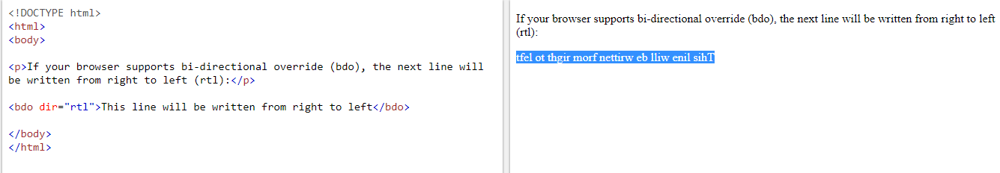 <!DOCTYPE html>
<html>
<body>
<p>If your browser supports bi-directional override (bdo), the next line will
be written from right to left (rtl):</p>
<bdo dir="rtl">This line will be written from right to left</bdo>
</body>
</html>
If your browser supports bi-directional override (bdo), the next line will be written from right to left
(rtl):
tfel ot thgir morf nettirw eb lliw enil sihT